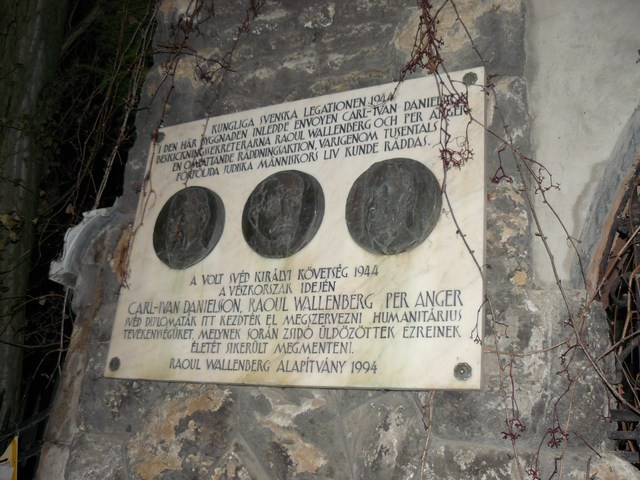 KUNGLIGA SVENSKA LEGATIONEN 1944
I DEN HÄR BYGGNADEN INLEDDE ENVOYEN CARL-IVAN DANIELSON,
BESKICKNINGSSEKRETERARNA RAOUL WALLENBERG OCH PER ANGER
EN OMFATTANDE RÄDDNINGSAKTION, VARIGENOM TUSENTALS
FÖRFÖLJDA JUDISKA MÄNNISKORS LIV KUNDE RÄDDAS.
A VOLT SVÉD KIRÁLYI KÖVETSÉG 1944
A VÉSZKORSZAK IDEJÉN
CARL-IVAN DANIELSSON, RAOUL WALLENBERG PER ANGER
SVÉD DIPLOMATÁK ITT KEZDTÉK EL MEGSZERVEZNI HUMANITÁRIUS
TEVÉKENYSÉGÜKET, MELYNEK SORÁN ZSIDÓ ÜLDÖZÖTTEK EZREINEK
ÉLETÉT SIKERÜLT MEGMENTENI.
RAOUL WALLENBERG ALAPÍTVÁNY 1994